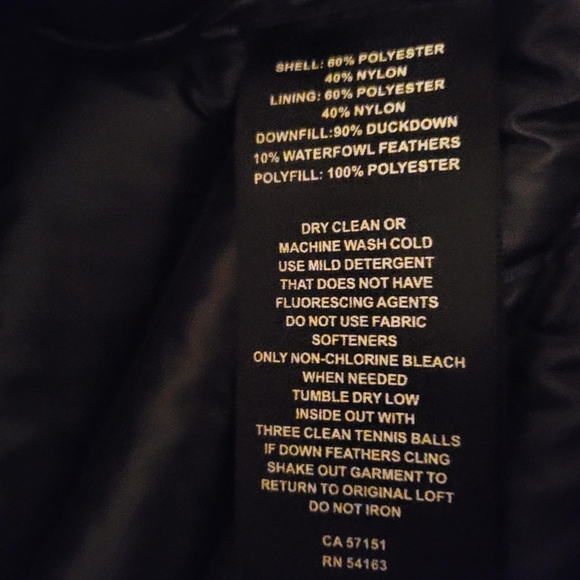 SHELL: 60% POLYESTER
40% NYLON
LINING: 60% POLYESTER
40% NYLON
DOWNFILL:90% DUCKDOWN
10% WATERFOWL FEATHERS
POLYFILL: 100% POLYESTER
DRY CLEAN OR
MACHINE WASH COLD
USE MILD DETERGENT
THAT DOES NOT HAVE
FLUORESCING AGENTS
DO NOT USE FABRIC
SOFTENERS
ONLY NON-CHLORINE BLEACH
WHEN NEEDED
TUMBLE DRY LOW
INSIDE OUT WITH
THREE CLEAN TENNIS BALLS
IF DOWN FEATHERS CLING
SHAKE OUT GARMENT TO
RETURN TO ORIGINAL LOFT
DO NOT IRON
CA 57151
RN 54163